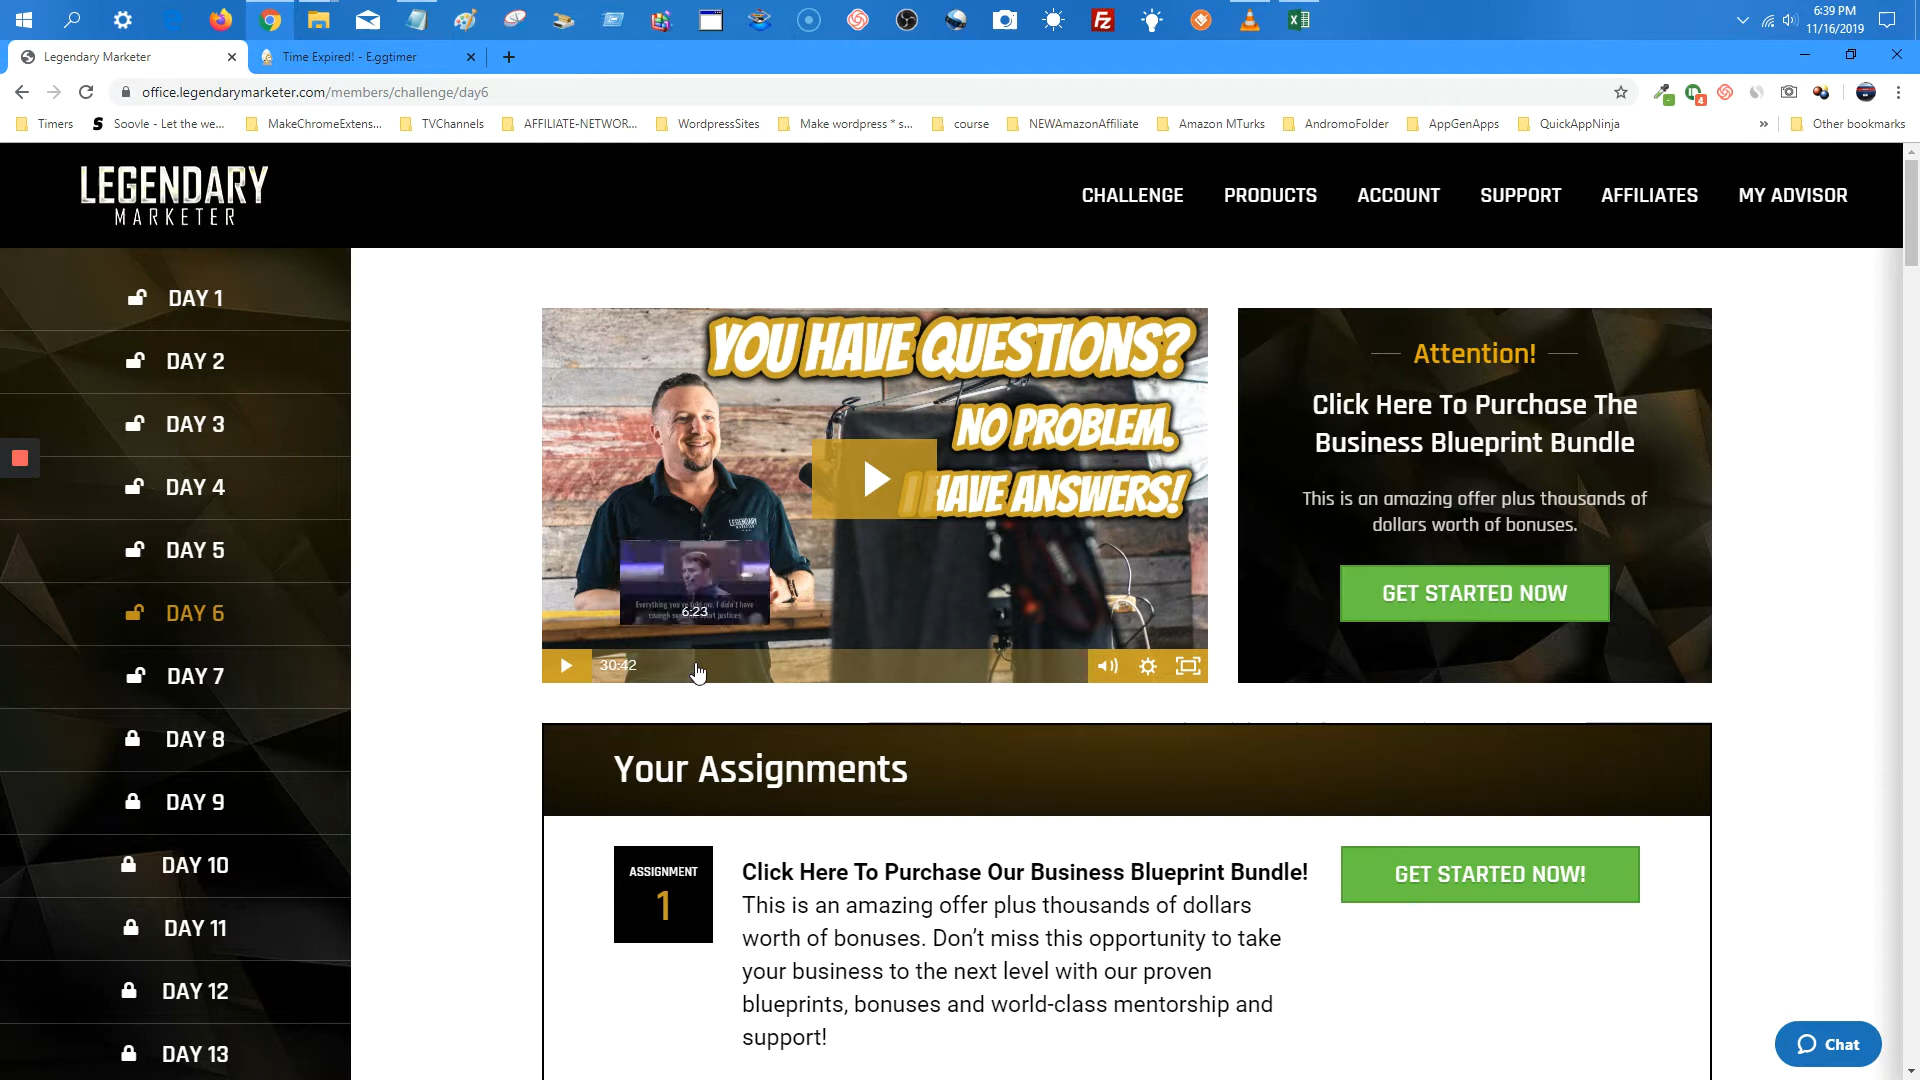 6:39 PM
11/16/2019
Legendary Marketer
Time Expired! - E.ggtimer
office.legendarymarketer.com/members/challenge/day6
4
Timers
S Soovle - Let the we...
MakeChromeExtens...
TVChannels
AFFILIATE-NETWOR...
WordpressSites
Make wordpress * s...
course
NEWAmazonAffiliate
Amazon MTurks
AndromoFolder
AppGenApps
QuickAppNinja
»
Other bookmarks
LEGENDARY
MARKETER
CHALLENGE
PRODUCTS
ACCOUNT
SUPPORT
AFFILIATES
MY ADVISOR
DAY 1
DAY 2
DAY 3
DAY 4
DAY 5
DAY 6
DAY 7
DAY 8
DAY 9
DAY 10
DAY 11
DAY 12
DAY 13
YOU HAVE QUESTIONS?
NO PROBLEM.
I HAVE ANSWERS!
LEGENDARY
6:23
30:42
Attention!
Click Here To Purchase The
Business Blueprint Bundle
This is an amazing offer plus thousands of
dollars worth of bonuses.
GET STARTED NOW
Your Assignments
ASSIGNMENT
1
Click Here To Purchase Our Business Blueprint Bundle!
This is an amazing offer plus thousands of dollars
worth of bonuses. Don't miss this opportunity to take
your business to the next level with our proven
blueprints, bonuses and world-class mentorship and
support!
GET STARTED NOW!
Chat